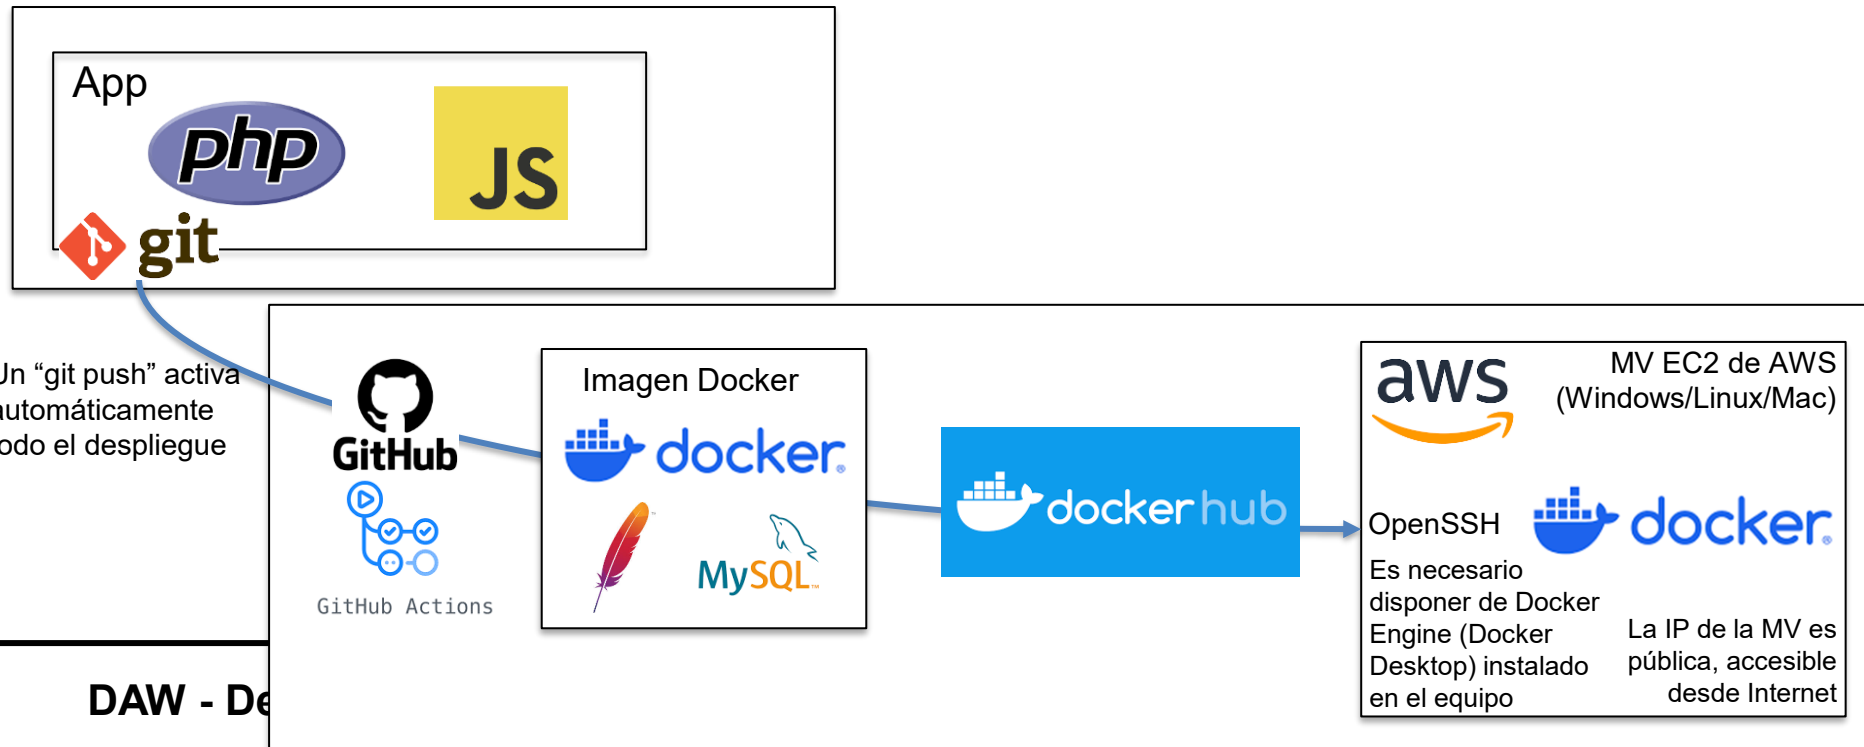 App
php
JS
git
Un “git push” activa
automáticamente
todo el despliegue
GitHub
GitHub Actions
Imagen Docker
docker
MySQL
dockerhub
aws
MV EC2 de AWS
(Windows/Linux/Mac)
OpenSSH
docker
Es necesario
disponer de Docker
Engine (Docker
Desktop) instalado
en el equipo
La IP de la MV es
pública, accesible
desde Internet
DAW - De